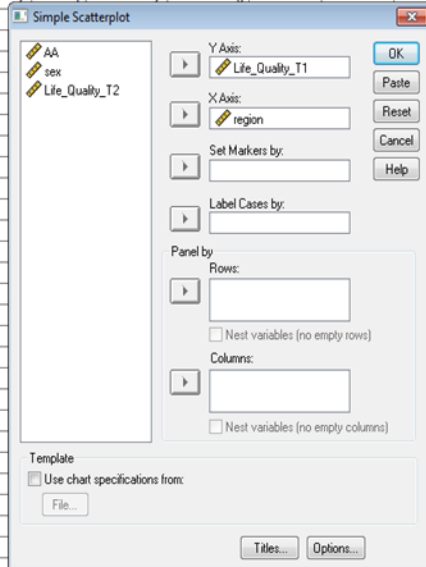 Simple Scatterplot
AA
sex
Life_Quality_T2
Y Axis:
Life_Quality_T1
X Axis:
region
Set Markers by:
Label Cases by:
OK
Paste
Reset
Cancel
Help
Panel by
Rows:
Nest variables (no empty rows)
Columns:
Nest variables (no empty columns)
Template
Use chart specifications from:
File...
Titles...
Options...